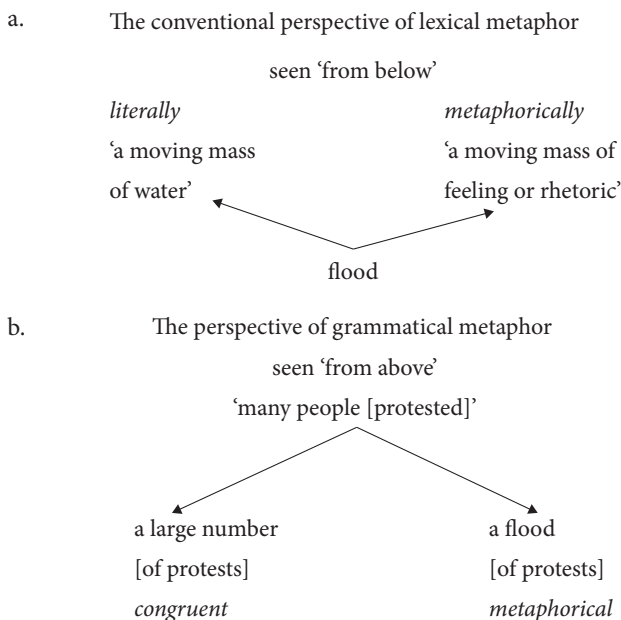 a. The conventional perspective of lexical metaphor
seen ‘from below’
literally metaphorically
‘a moving mass ‘a moving mass of
of water’ feeling or rhetoric’
flood
b. The perspective of grammatical metaphor
seen ‘from above’
‘many people [protested]’
a large number a flood
[of protests] [of protests]
congruent metaphorical